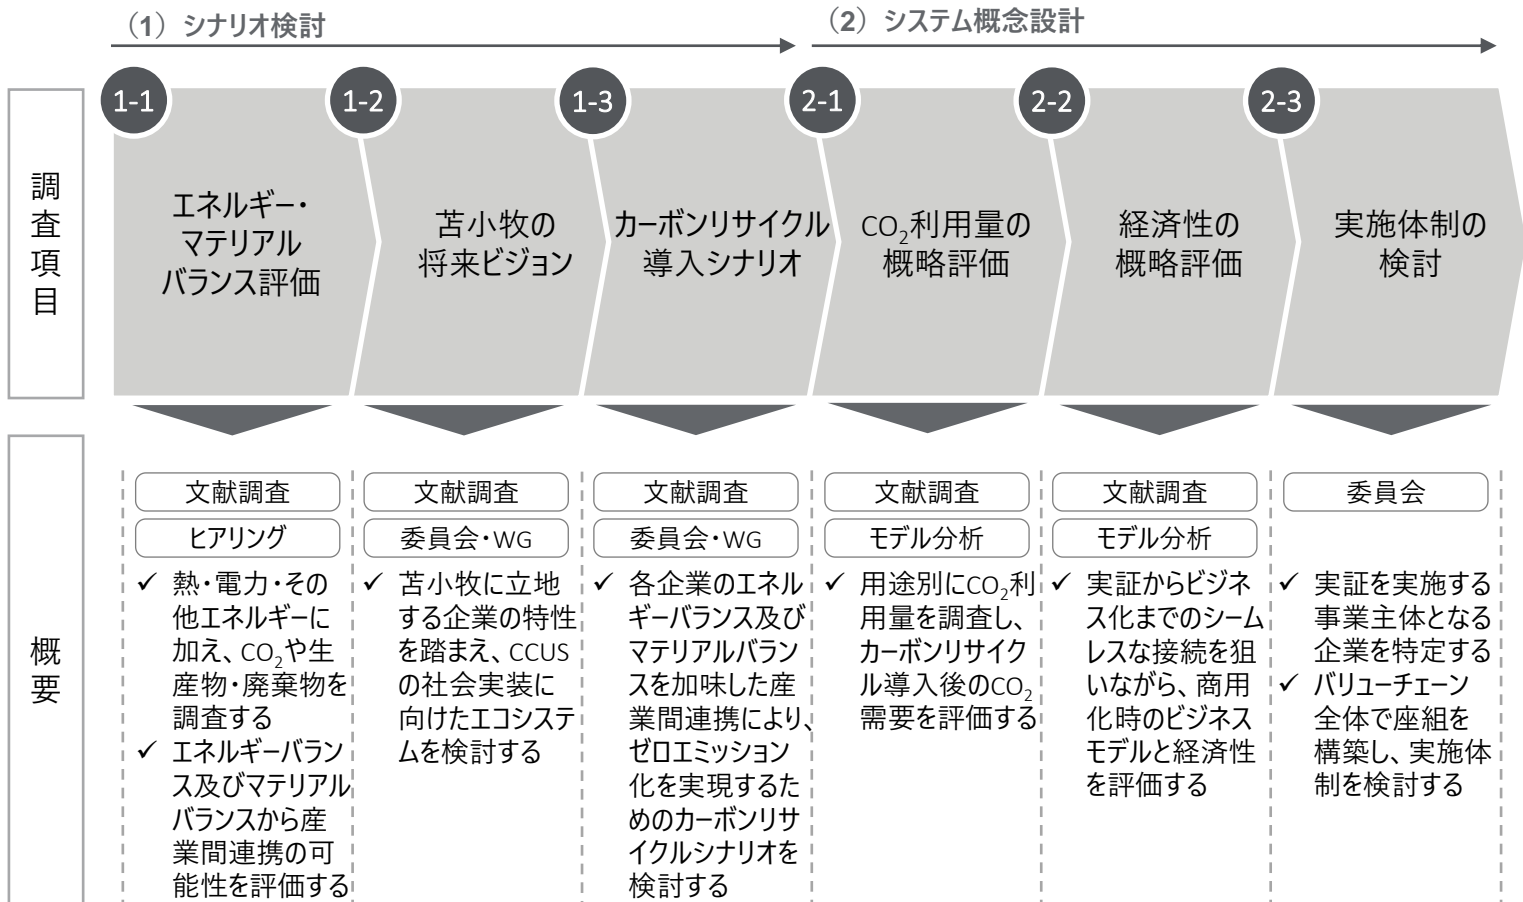 （1）シナリオ検討
（2）システム概念設計
調査項目
1-1
エネルギー・
マテリアル
バランス評価
1-2
苫小牧の
将来ビジョン
1-3
カーボンリサイクル
導入シナリオ
2-1
CO₂利用量の
概略評価
2-2
経済性の
概略評価
2-3
実施体制の
検討
概要
文献調査
ヒアリング
✓ 熱・電力・その
他エネルギーに
加え、CO₂や生
産物・廃棄物を
調査する
✓ エネルギーバラン
ス及びマテリアル
バランスから産
業間連携の可
能性を評価する
文献調査
委員会・WG
✓ 苫小牧に立地
する企業の特性
を踏まえ、CCUS
の社会実装に
向けたエコシステ
ムを検討する
文献調査
委員会・WG
✓ 各企業のエネル
ギーバランス及び
マテリアルバラン
スを加味した産
業間連携により、
ゼロエミッション
化を実現するた
めのカーボンリサ
イクルシナリオを
検討する
文献調査
モデル分析
✓ 用途別にCO₂利
用量を調査し、
カーボンリサイク
ル導入後のCO₂
需要を評価する
文献調査
モデル分析
✓ 実証からビジネ
ス化までのシーム
レスな接続を狙
いながら、商用
化時のビジネス
モデルと経済性
を評価する
委員会
✓ 実証を実施する
事業主体となる
企業を特定する
✓ バリューチェーン
全体で座組を
構築し、実施体
制を検討する